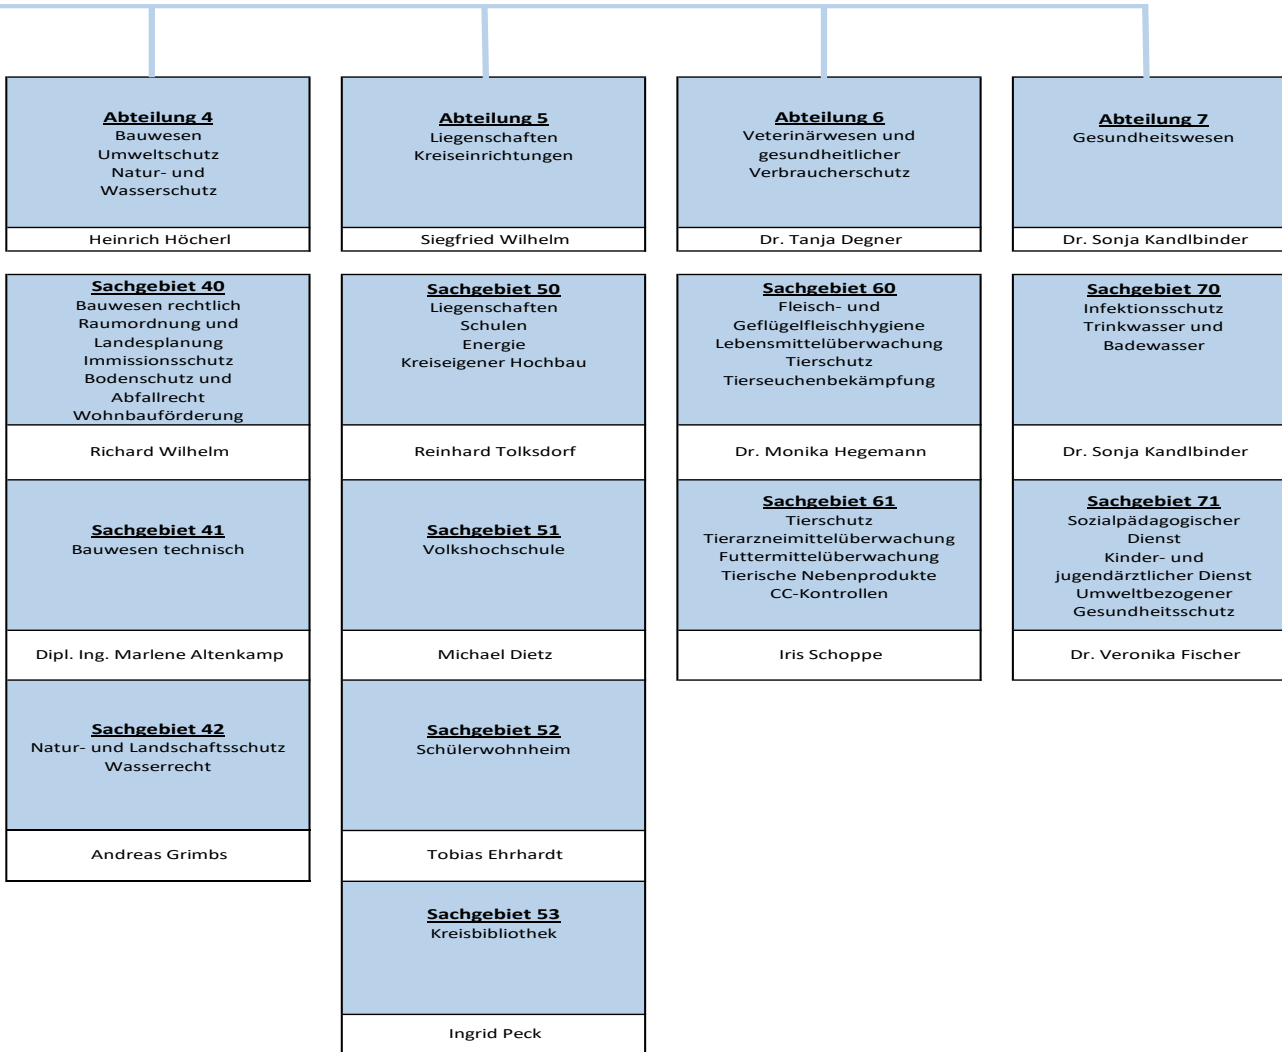 Abteilung 4
Bauwesen
Umweltschutz
Natur- und
Wasserschutz
Heinrich Höcherl
Sachgebiet 40
Bauwesen rechtlich
Raumordnung und
Landesplanung
Immissionsschutz
Bodenschutz und
Abfallrecht
Wohnbauförderung
Richard Wilhelm
Sachgebiet 41
Bauwesen technisch
Dipl. Ing. Marlene Altenkamp
Sachgebiet 42
Natur- und Landschaftsschutz
Wasserrecht
Andreas Grimbs
Abteilung 5
Liegenschaften
Kreiseinrichtungen
Siegfried Wilhelm
Sachgebiet 50
Liegenschaften
Schulen
Energie
Kreiseigener Hochbau
Reinhard Tolksdorf
Sachgebiet 51
Volkshochschule
Michael Dietz
Sachgebiet 52
Schülerwohnheim
Tobias Ehrhardt
Sachgebiet 53
Kreisbibliothek
Ingrid Peck
Abteilung 6
Veterinärwesen und
gesundheitlicher
Verbraucherschutz
Dr. Tanja Degner
Sachgebiet 60
Fleisch- und
Geflügelfleischhygiene
Lebensmittelüberwachung
Tierschutz
Tierseuchenbekämpfung
Dr. Monika Hegemann
Sachgebiet 61
Tierschutz
Tierarzneimittelüberwachung
Futtermittelüberwachung
Tierische Nebenprodukte
CC-Kontrollen
Iris Schoppe
Abteilung 7
Gesundheitswesen
Dr. Sonja Kandlbinder
Sachgebiet 70
Infektionsschutz
Trinkwasser und
Badewasser
Dr. Sonja Kandlbinder
Sachgebiet 71
Sozialpädagogischer
Dienst
Kinder- und
jugendärztlicher Dienst
Umweltbezogener
Gesundheitsschutz
Dr. Veronika Fischer